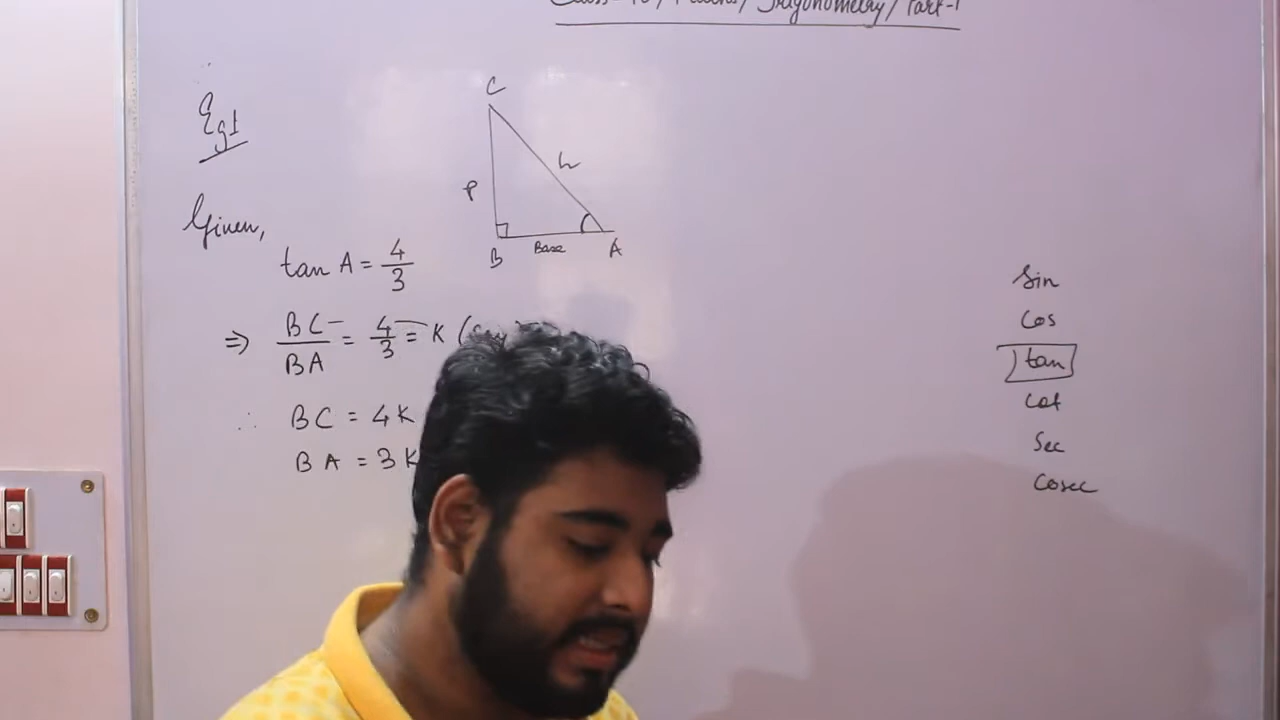 Class-10/Maths/Trigonometry/Part-1
Eg1
C
P
h
B
Base
A
Given,
tan A = 4/3
⇒ BC/BA = 4/3 = K (Say
∴ BC = 4K
BA = 3K
Sin
Cos
tan
Cot
Sec
Cosec